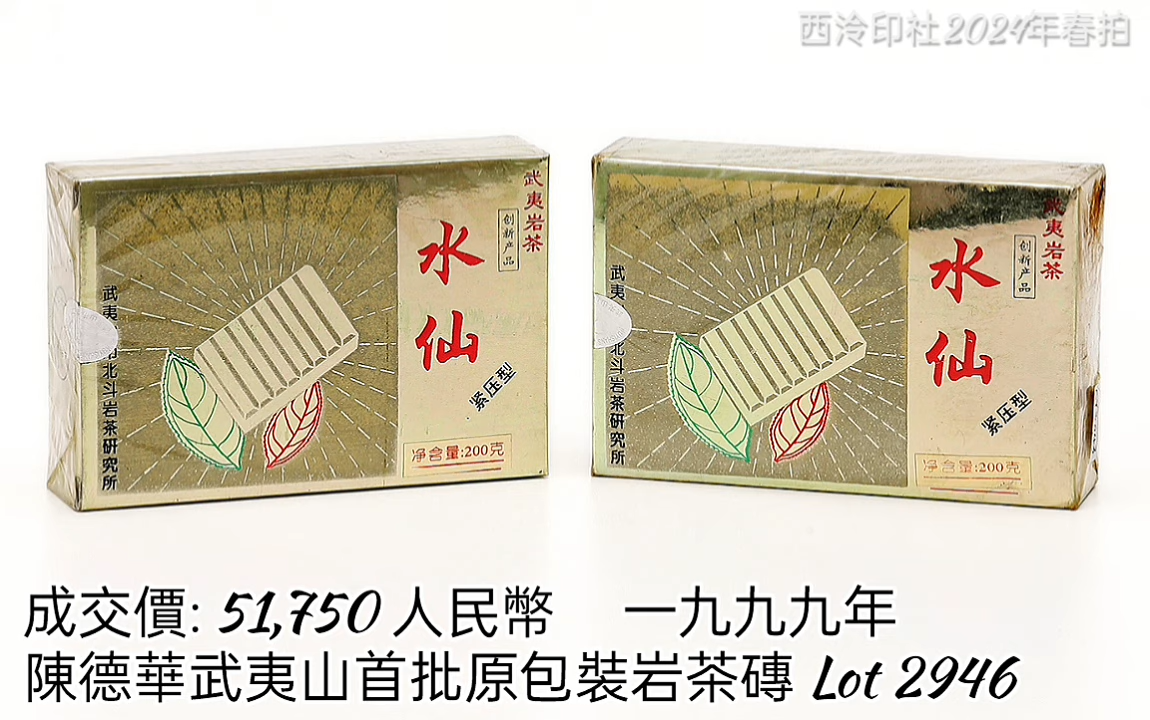 西泠印社2024年春拍
武夷岩茶
创新产品
水仙
紧压型
净含量:200克
武夷
北斗岩茶研究所
武夷岩茶
创新产品
水仙
紧压型
净含量:200克
武夷
北斗岩茶研究所
成交價: 51,750 人民幣 一九九九年
陳德華武夷山首批原包裝岩茶磚 Lot 2946